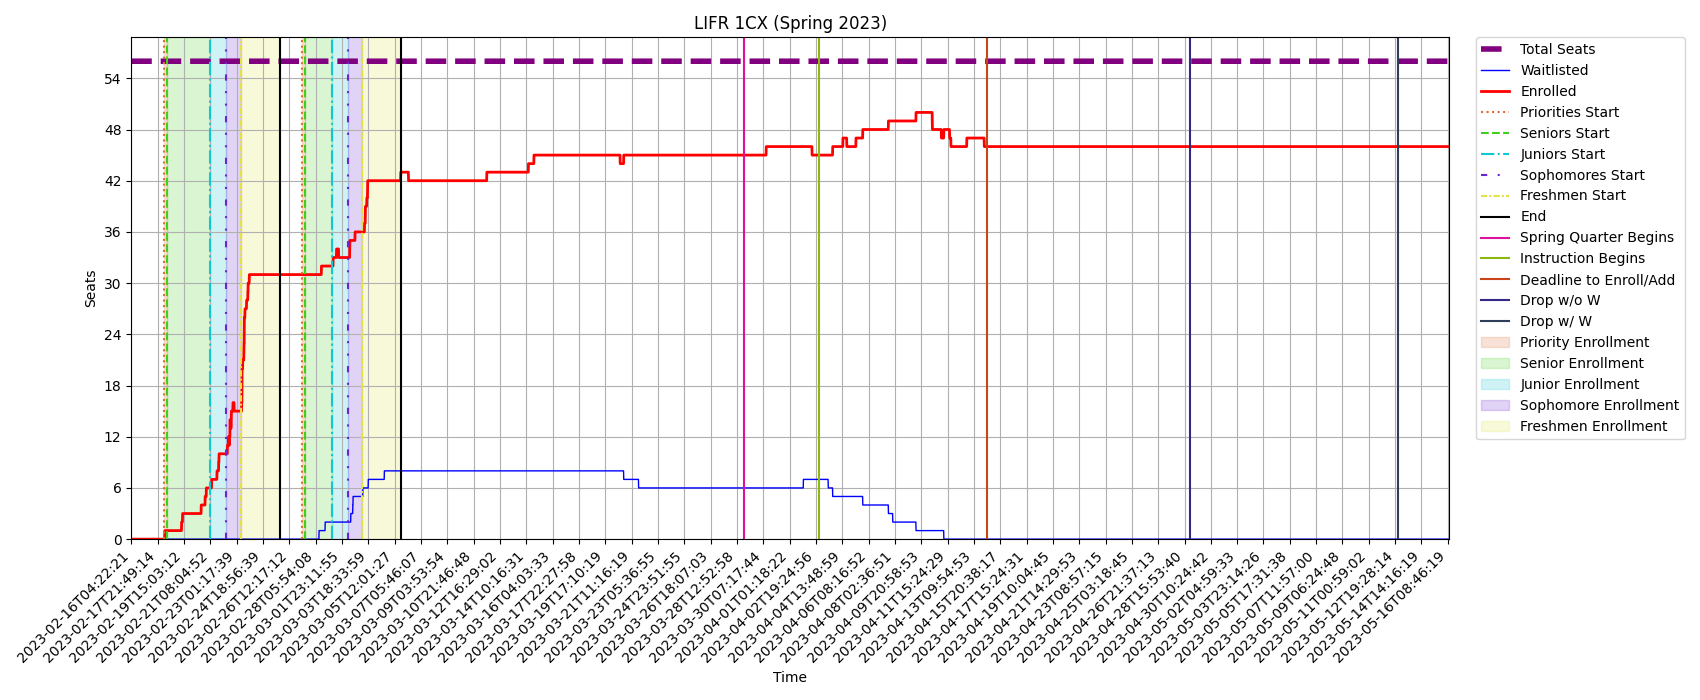 LIFR 1CX (Spring 2023)
Seats
54
48
42
36
30
24
18
12
6
0
2023-02-16T04:22:21
2023-02-17T21:49:14
2023-02-19T15:03:12
2023-02-21T08:04:52
2023-02-23T01:17:39
2023-02-24T18:56:39
2023-02-26T12:17:12
2023-02-28T05:54:08
2023-03-01T23:11:55
2023-03-03T18:33:59
2023-03-05T12:01:27
2023-03-07T05:46:07
2023-03-09T03:53:54
2023-03-10T21:46:48
2023-03-12T16:29:02
2023-03-14T10:16:31
2023-03-16T04:03:33
2023-03-17T22:27:58
2023-03-19T17:10:19
2023-03-21T11:16:19
2023-03-23T05:36:55
2023-03-24T23:51:55
2023-03-26T18:07:03
2023-03-28T12:52:58
2023-03-30T07:17:44
2023-04-01T01:18:22
2023-04-02T19:24:56
2023-04-04T13:48:59
2023-04-06T08:16:52
2023-04-08T02:36:51
2023-04-09T20:58:53
2023-04-11T15:24:29
2023-04-13T09:54:53
2023-04-15T20:38:17
2023-04-17T15:24:31
2023-04-19T10:04:45
2023-04-21T14:29:53
2023-04-23T08:57:15
2023-04-25T03:18:45
2023-04-26T21:37:13
2023-04-28T15:53:40
2023-04-30T10:24:42
2023-05-02T04:59:33
2023-05-03T23:14:26
2023-05-05T17:31:38
2023-05-07T11:57:00
2023-05-09T06:24:48
2023-05-11T00:59:02
2023-05-12T19:28:14
2023-05-14T14:16:19
2023-05-16T08:46:19
Time
Total Seats
Waitlisted
Enrolled
Priorities Start
Seniors Start
Juniors Start
Sophomores Start
Freshmen Start
End
Spring Quarter Begins
Instruction Begins
Deadline to Enroll/Add
Drop w/o W
Drop w/ W
Priority Enrollment
Senior Enrollment
Junior Enrollment
Sophomore Enrollment
Freshmen Enrollment